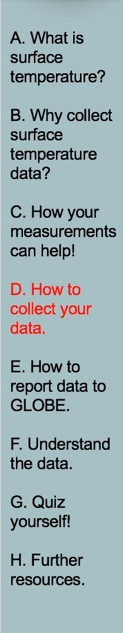 A. What is
surface
temperature?
B. Why collect
surface
temperature
data?
C. How your
measurements
can help!
D. How to
collect your
data.
E. How to
report data to
GLOBE.
F. Understand
the data.
G. Quiz
yourself!
H. Further
resources.